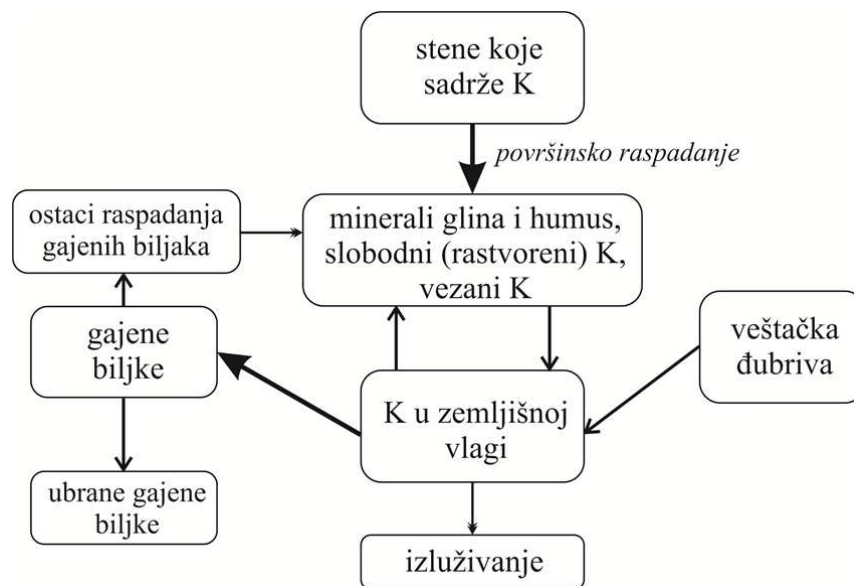 stene koje
sadrže K
površinsko raspadanje
ostaci raspadanja
gajenih biljaka
minerali glina i humus,
slobodni (rastvoreni) K,
vezani K
gajene
biljke
veštačka
đubriva
K u zemljišnoj
vlagi
ubrane gajene
biljke
izluživanje